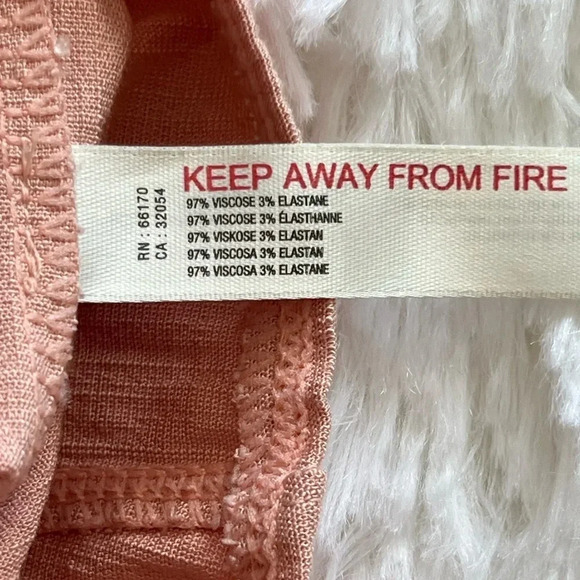 KEEP AWAY FROM FIRE
97% VISCOSE 3% ELASTANE
97% VISCOSE 3% ÉLASTHANNE
97% VISKOSE 3% ELASTAN
97% VISCOSA 3% ELASTAN
97% VISCOSA 3% ELASTANE
RN : 66170
CA : 32054